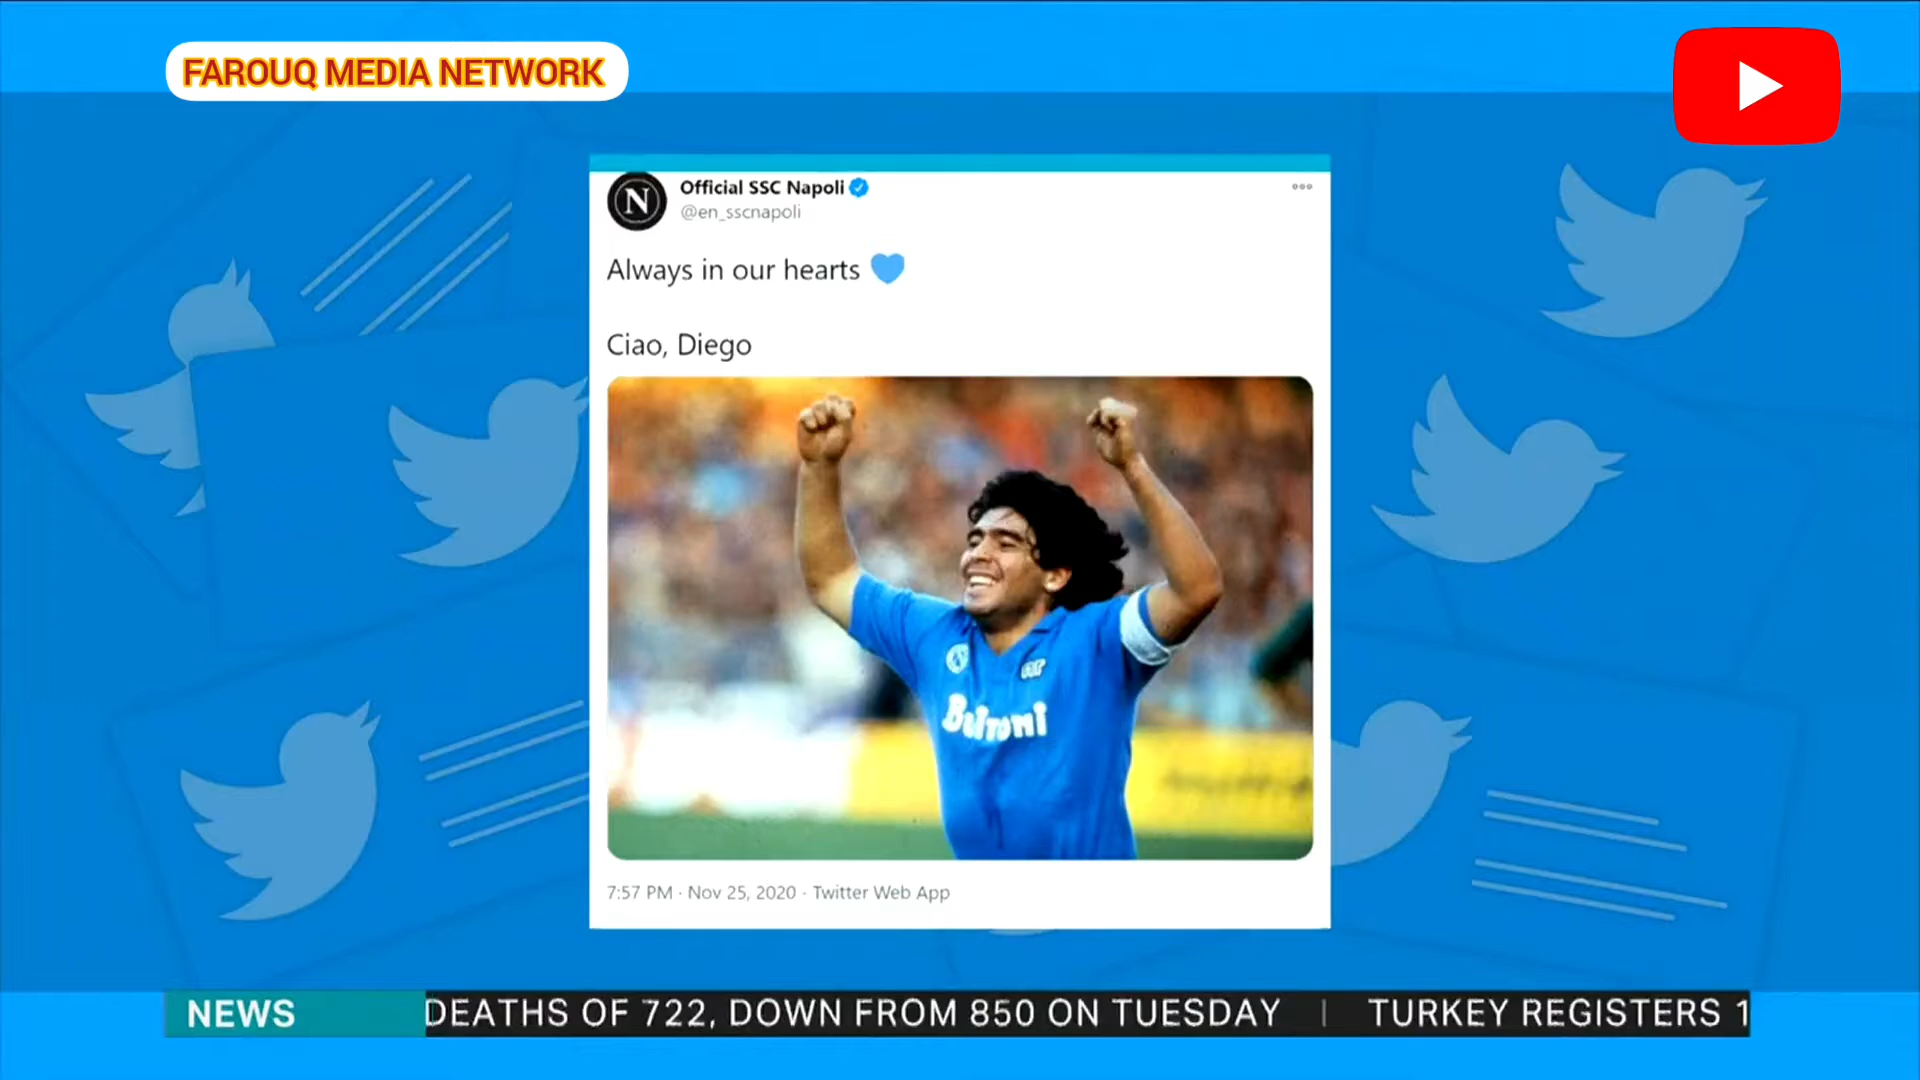 FAROUQ MEDIA NETWORK
N
Official SSC Napoli
@en_sscnapoli
Always in our hearts 💙
Ciao, Diego
N
Buitoni
7:57 PM · Nov 25, 2020 · Twitter Web App
NEWS
DEATHS OF 722, DOWN FROM 850 ON TUESDAY | TURKEY REGISTERS 1